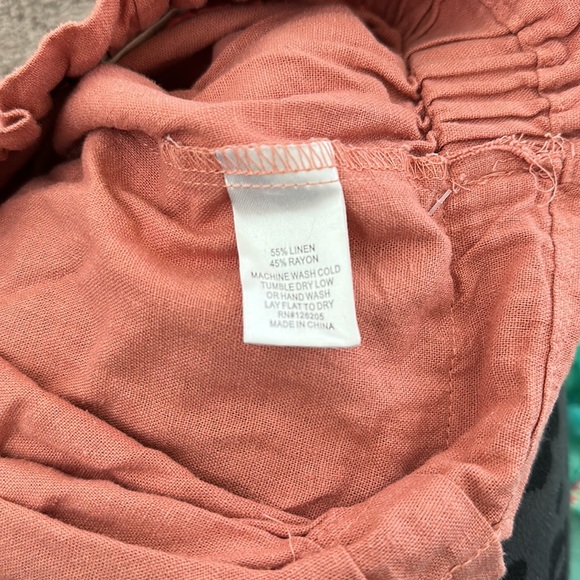 55% LINEN
45% RAYON
MACHINE WASH COLD
TUMBLE DRY LOW
OR HAND WASH
LAY FLAT TO DRY
RN#126205
MADE IN CHINA